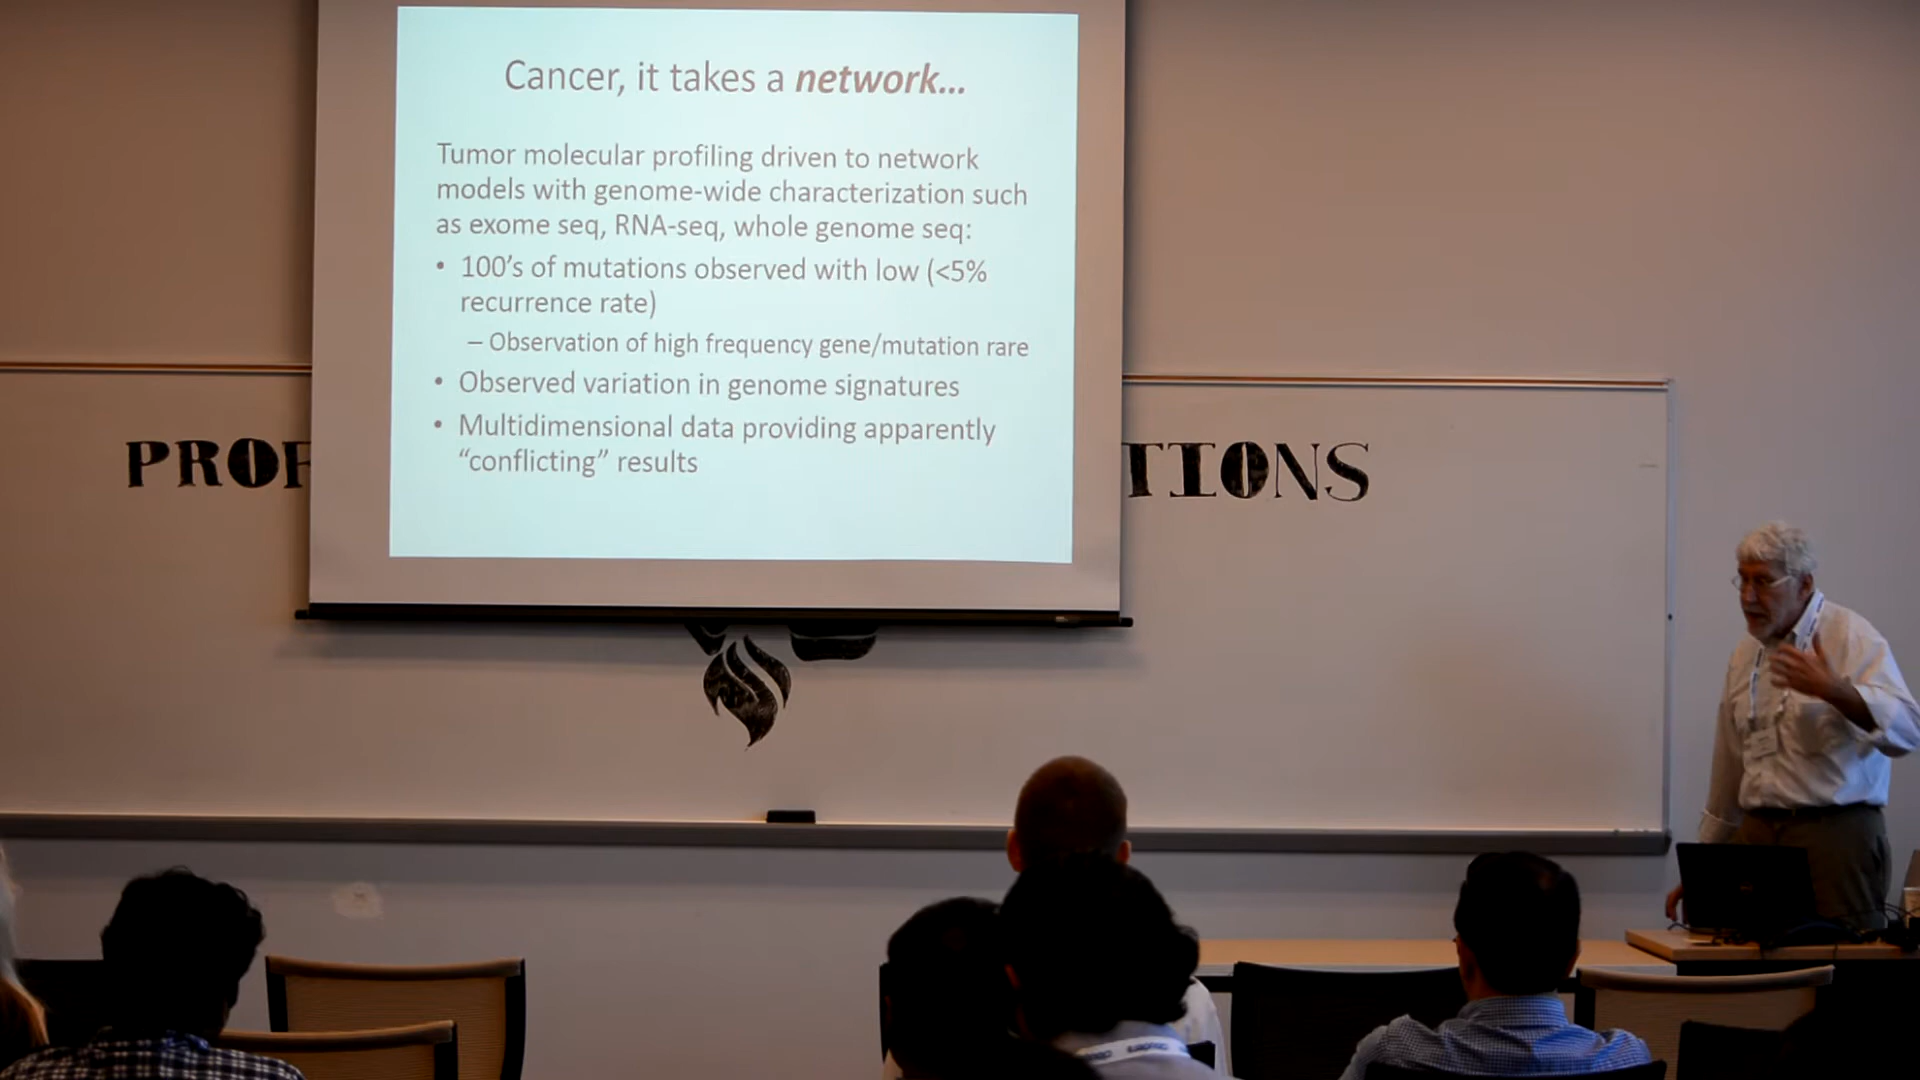 Cancer, it takes a network...
Tumor molecular profiling driven to network
models with genome-wide characterization such
as exome seq, RNA-seq, whole genome seq:
• 100’s of mutations observed with low (<5%
recurrence rate)
– Observation of high frequency gene/mutation rare
• Observed variation in genome signatures
• Multidimensional data providing apparently
“conflicting” results
PROF TIONS